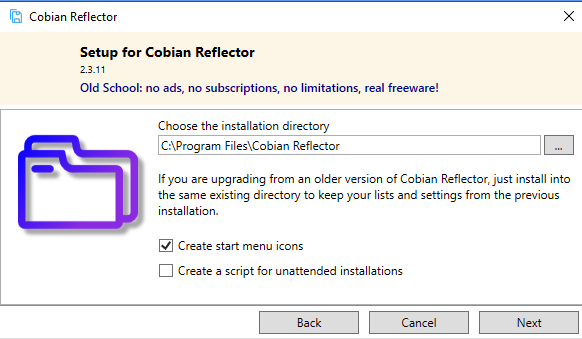 Cobian Reflector
Setup for Cobian Reflector
2.3.11
Old School: no ads, no subscriptions, no limitations, real freeware!
Choose the installation directory
C:\Program Files\Cobian Reflector
...
If you are upgrading from an older version of Cobian Reflector, just install into
the same existing directory to keep your lists and settings from the previous
installation.
Create start menu icons
Create a script for unattended installations
Back
Cancel
Next